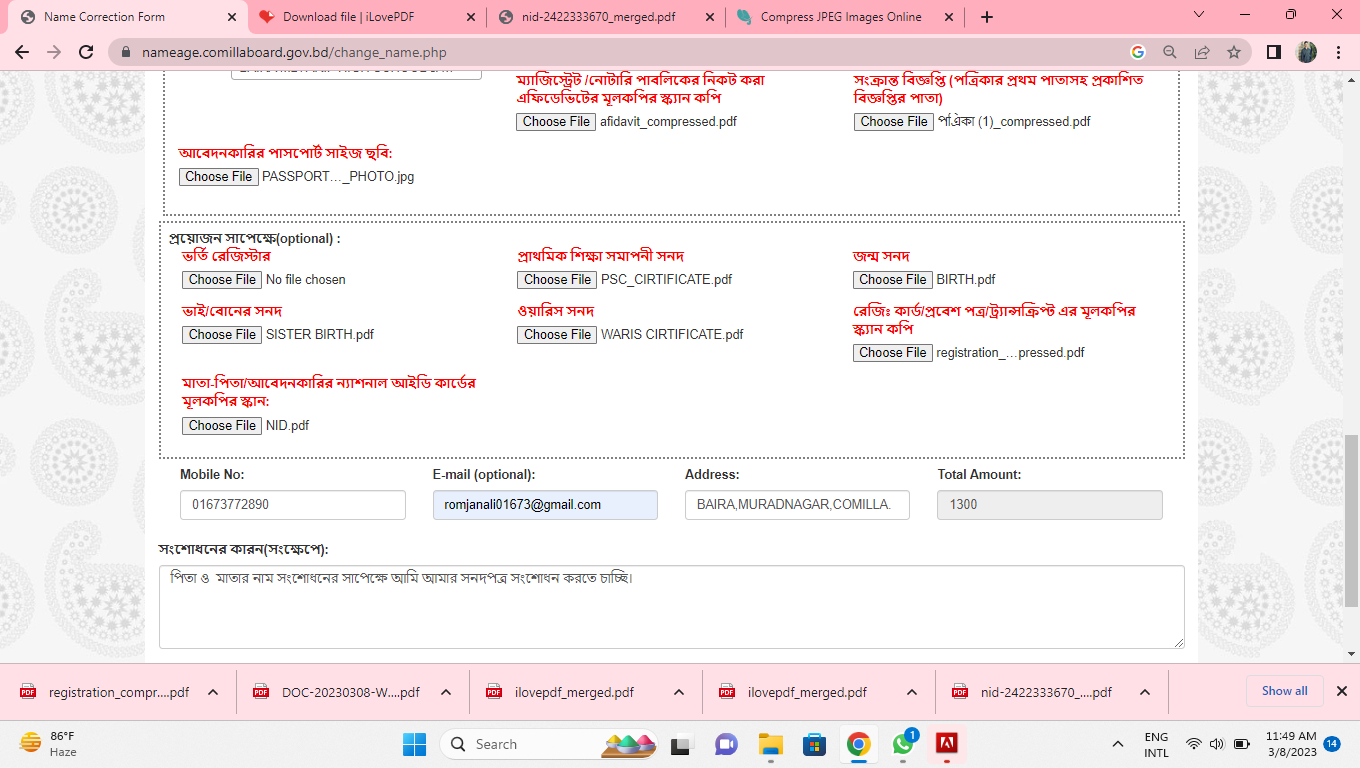 Name Correction Form
Download file | iLovePDF
nid-2422333670_merged.pdf
Compress JPEG Images Online
nameage.comillaboard.gov.bd/change_name.php
ম্যাজিস্ট্রেট /নোটারি পাবলিকের নিকট করা
এফিডেভিটের মূলকপির স্ক্যান কপি
Choose File afidavit_compressed.pdf
সংক্রান্ত বিজ্ঞপ্তি (পত্রিকার প্রথম পাতাসহ প্রকাশিত
বিজ্ঞপ্তির পাতা)
Choose File পএিকা (1)_compressed.pdf
আবেদনকারির পাসপোর্ট সাইজ ছবি:
Choose File PASSPORT..._PHOTO.jpg
প্রয়োজন সাপেক্ষে(optional) :
ভর্তি রেজিস্টার
Choose File No file chosen
প্রাথমিক শিক্ষা সমাপনী সনদ
Choose File PSC_CIRTIFICATE.pdf
জন্ম সনদ
Choose File BIRTH.pdf
ভাই/বোনের সনদ
Choose File SISTER BIRTH.pdf
ওয়ারিস সনদ
Choose File WARIS CIRTIFICATE.pdf
রেজিঃ কার্ড/প্রবেশ পত্র/ট্র্যান্সক্রিপ্ট এর মূলকপির
স্ক্যান কপি
Choose File registration_...pressed.pdf
মাতা-পিতা/আবেদনকারির ন্যাশনাল আইডি কার্ডের
মূলকপির স্কান:
Choose File NID.pdf
Mobile No:
01673772890
E-mail (optional):
romjanali01673@gmail.com
Address:
BAIRA,MURADNAGAR,COMILLA.
Total Amount:
1300
সংশোধনের কারন(সংক্ষেপে):
পিতা ও মাতার নাম সংশোধনের সাপেক্ষে আমি আমার সনদপত্র সংশোধন করতে চাচ্ছি।
registration_compr....pdf
DOC-20230308-W....pdf
ilovepdf_merged.pdf
ilovepdf_merged.pdf
nid-2422333670_....pdf
Show all
86°F
Haze
Search
1
ENG
INTL
11:49 AM
3/8/2023
14